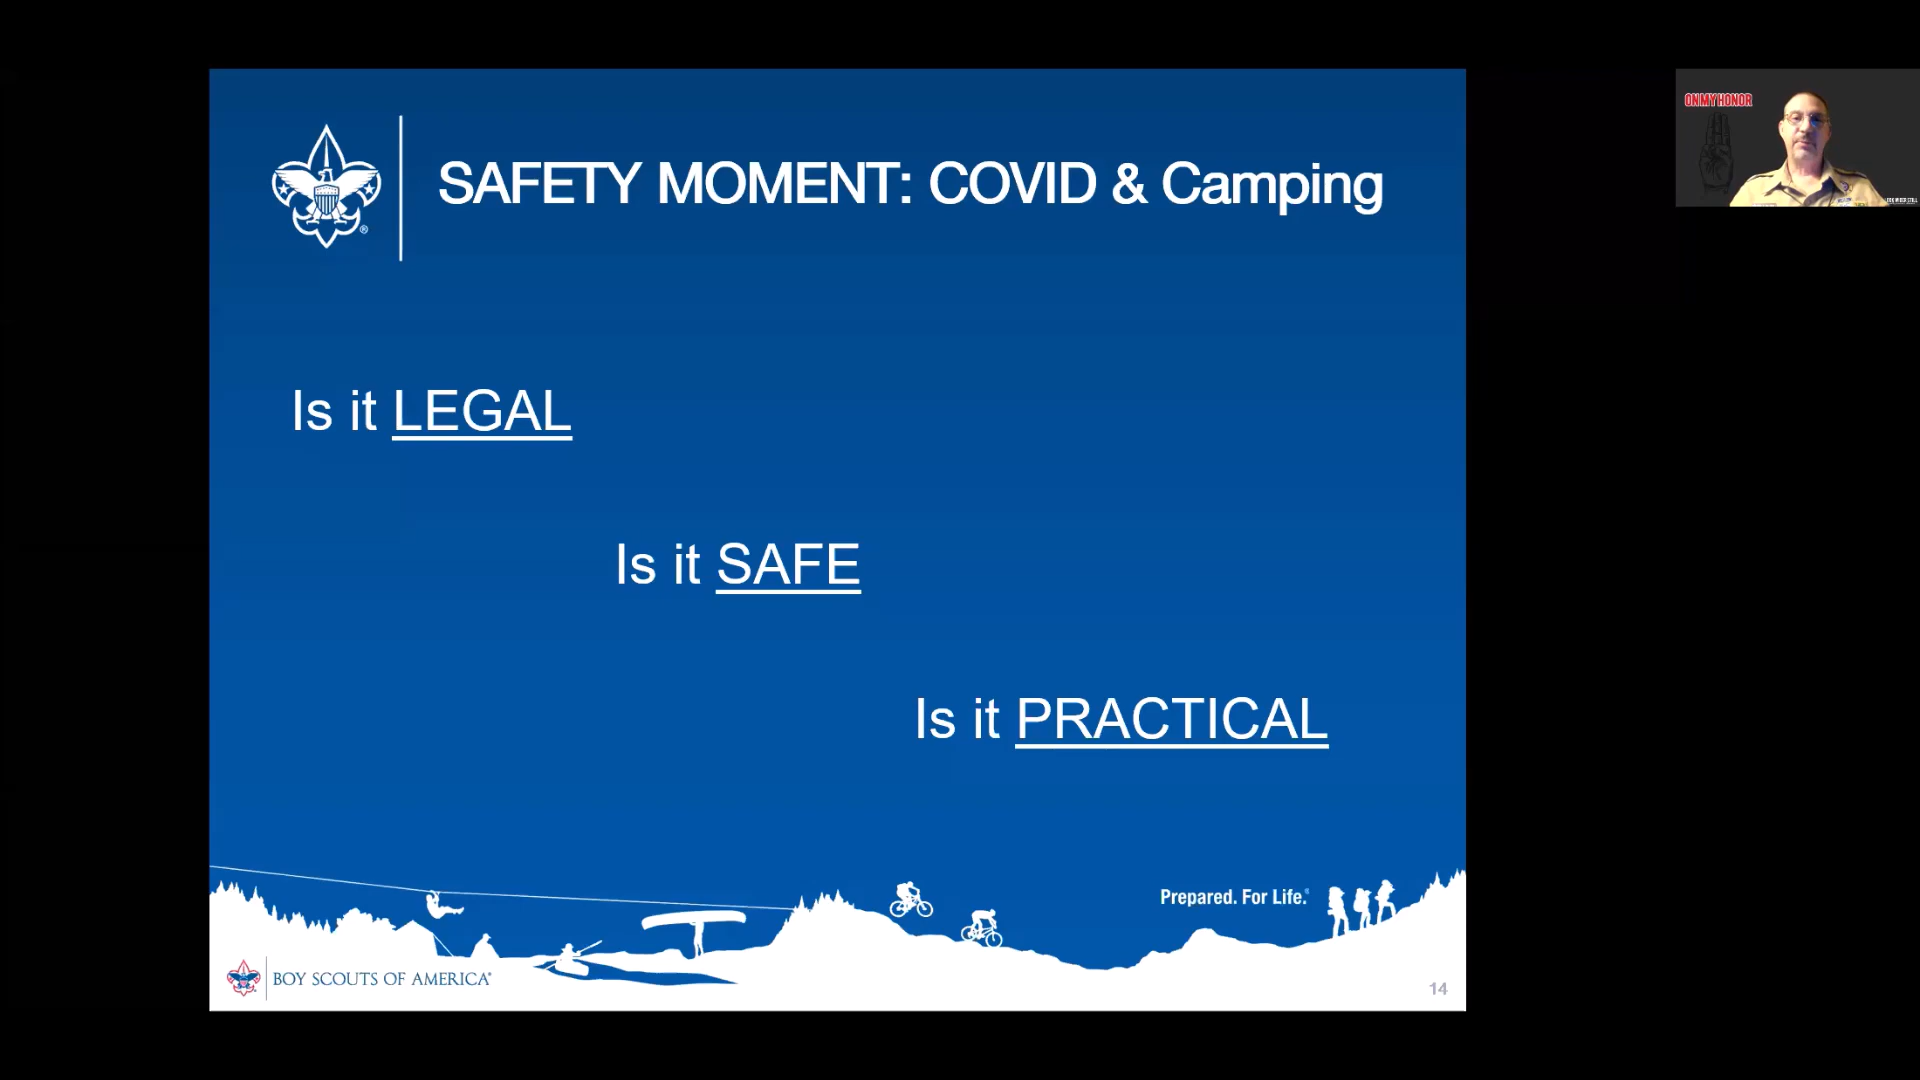 SAFETY MOMENT: COVID & Camping
ON MY HONOR
Is it LEGAL
Is it SAFE
Is it PRACTICAL
Prepared. For Life.®
BOY SCOUTS OF AMERICA®
14